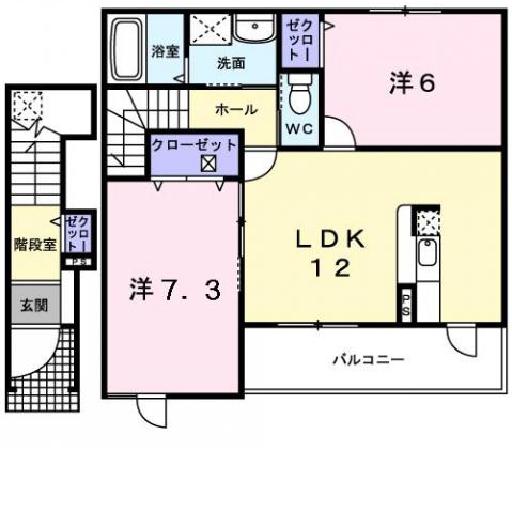 浴室
洗面
クロー
ゼット
洋6
ホール
WC
クローゼット
LDK
12
洋7.3
階段室
クロー
ゼット
PS
玄関
PS
バルコニー